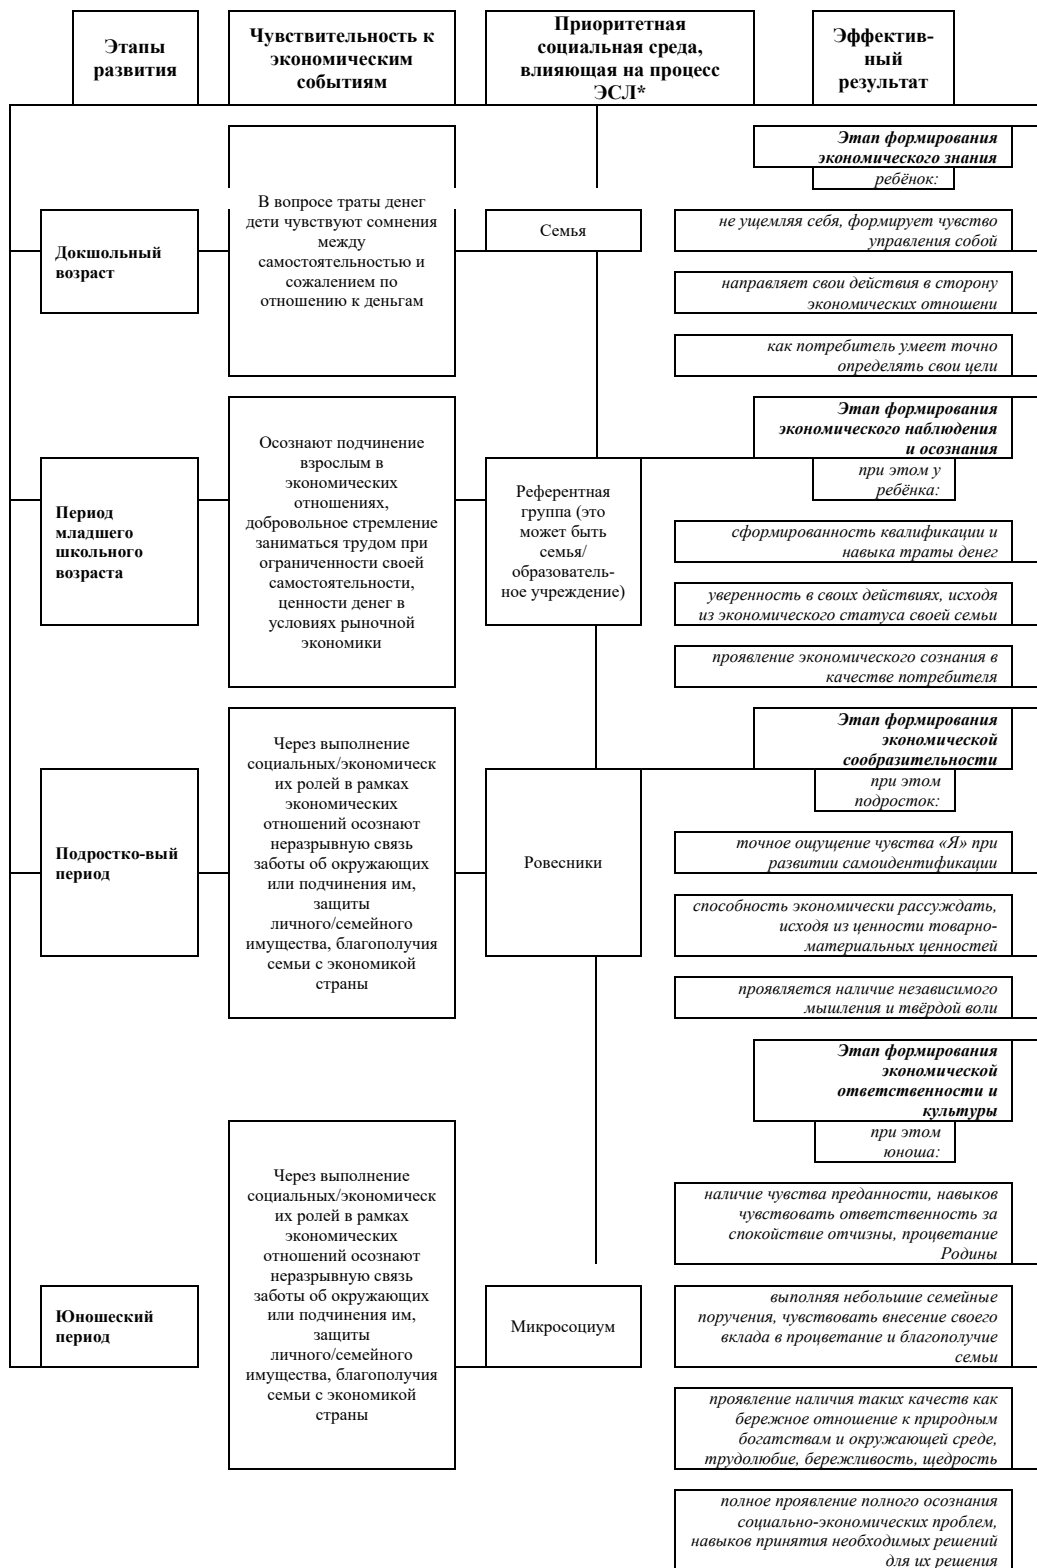 Этапы
развития
Чувствительность к
экономическим
событиям
Приоритетная
социальная среда,
влияющая на процесс
ЭСЛ*
Эффектив-
ный
результат
Этап формирования
экономического знания
ребёнок:
Докшольный
возраст
В вопросе траты денег
дети чувствуют сомнения
между
самостоятельностью и
сожалением по
отношению к деньгам
Семья
не ущемляя себя, формирует чувство
управления собой
направляет свои действия в сторону
экономических отношени
как потребитель умеет точно
определять свои цели
Этап формирования
экономического наблюдения
и осознания
при этом у
ребёнка:
Период
младшего
школьного
возраста
Осознают подчинение
взрослым в
экономических
отношениях,
добровольное стремление
заниматься трудом при
ограниченности своей
самостоятельности,
ценности денег в
условиях рыночной
экономики
Референтная
группа (это
может быть
семья/
образователь-
ное учреждение)
сформированность квалификации и
навыка траты денег
уверенность в своих действиях, исходя
из экономического статуса своей семьи
проявление экономического сознания в
качестве потребителя
Этап формирования
экономической
сообразительности
при этом
подросток:
Подростко-вый
период
Через выполнение
социальных/экономическ
их ролей в рамках
экономических
отношений осознают
неразрывную связь
заботы об окружающих
или подчинения им,
защиты
личного/семейного
имущества, благополучия
семьи с экономикой
страны
Ровесники
точное ощущение чувства «Я» при
развитии самоидентификации
способность экономически рассуждать,
исходя из ценности товарно-
материальных ценностей
проявляется наличие независимого
мышления и твёрдой воли
Этап формирования
экономической
ответственности и
культуры
при этом
юноша:
Юношеский
период
Через выполнение
социальных/экономическ
их ролей в рамках
экономических
отношений осознают
неразрывную связь
заботы об окружающих
или подчинения им,
защиты
личного/семейного
имущества, благополучия
семьи с экономикой
страны
Микросоциум
наличие чувства преданности, навыков
чувствовать ответственность за
спокойствие отчизны, процветание
Родины
выполняя небольшие семейные
поручения, чувствовать внесение своего
вклада в процветание и благополучие
семьи
проявление наличия таких качеств как
бережное отношение к природным
богатствам и окружающей среде,
трудолюбие, бережливость, щедрость
полное проявление полного осознания
социально-экономических проблем,
навыков принятия необходимых решений
для их решения